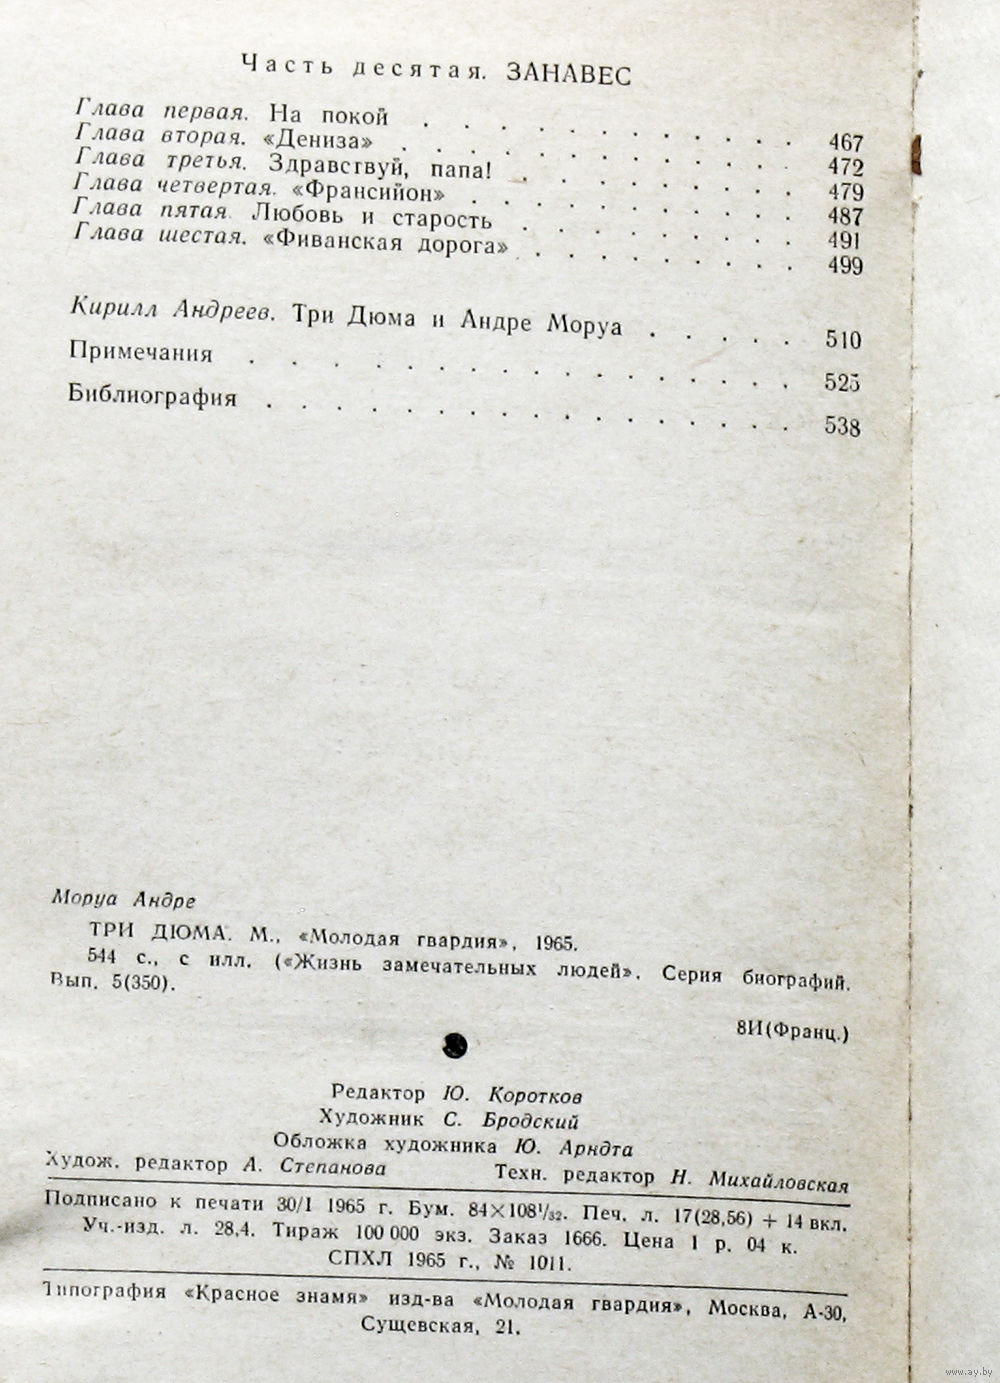 Часть десятая. ЗАНАВЕС
Глава первая. На покой . . . . . . . . . . . . 467
Глава вторая. «Дениза» . . . . . . . . . . . . 472
Глава третья. Здравствуй, папа! . . . . . . . . . 479
Глава четвертая. «Франсийон» . . . . . . . . . . 487
Глава пятая. Любовь и старость . . . . . . . . . 491
Глава шестая. «Фиванская дорога» . . . . . . . . . 499
Кирилл Андреев. Три Дюма и Андре Моруа . . . . . 510
Примечания . . . . . . . . . . . . . . 525
Библиография . . . . . . . . . . . . . . . 538
Моруа Андре
ТРИ ДЮМА. М., «Молодая гвардия», 1965.
544 с., с илл. («Жизнь замечательных людей». Серия биографий.
Вып. 5(350).
8И(Франц.)
Редактор Ю. Коротков
Художник С. Бродский
Обложка художника Ю. Арндта
Худож. редактор А. Степанова Техн. редактор Н. Михайловская
Подписано к печати 30/I 1965 г. Бум. 84×108¹/₃₂. Печ. л. 17(28,56) + 14 вкл.
Уч.-изд. л. 28,4. Тираж 100 000 экз. Заказ 1666. Цена 1 р. 04 к.
СПХЛ 1965 г., № 1011.
Типография «Красное знамя» изд-ва «Молодая гвардия», Москва, А-30,
Сущевская, 21.
www.ay.by